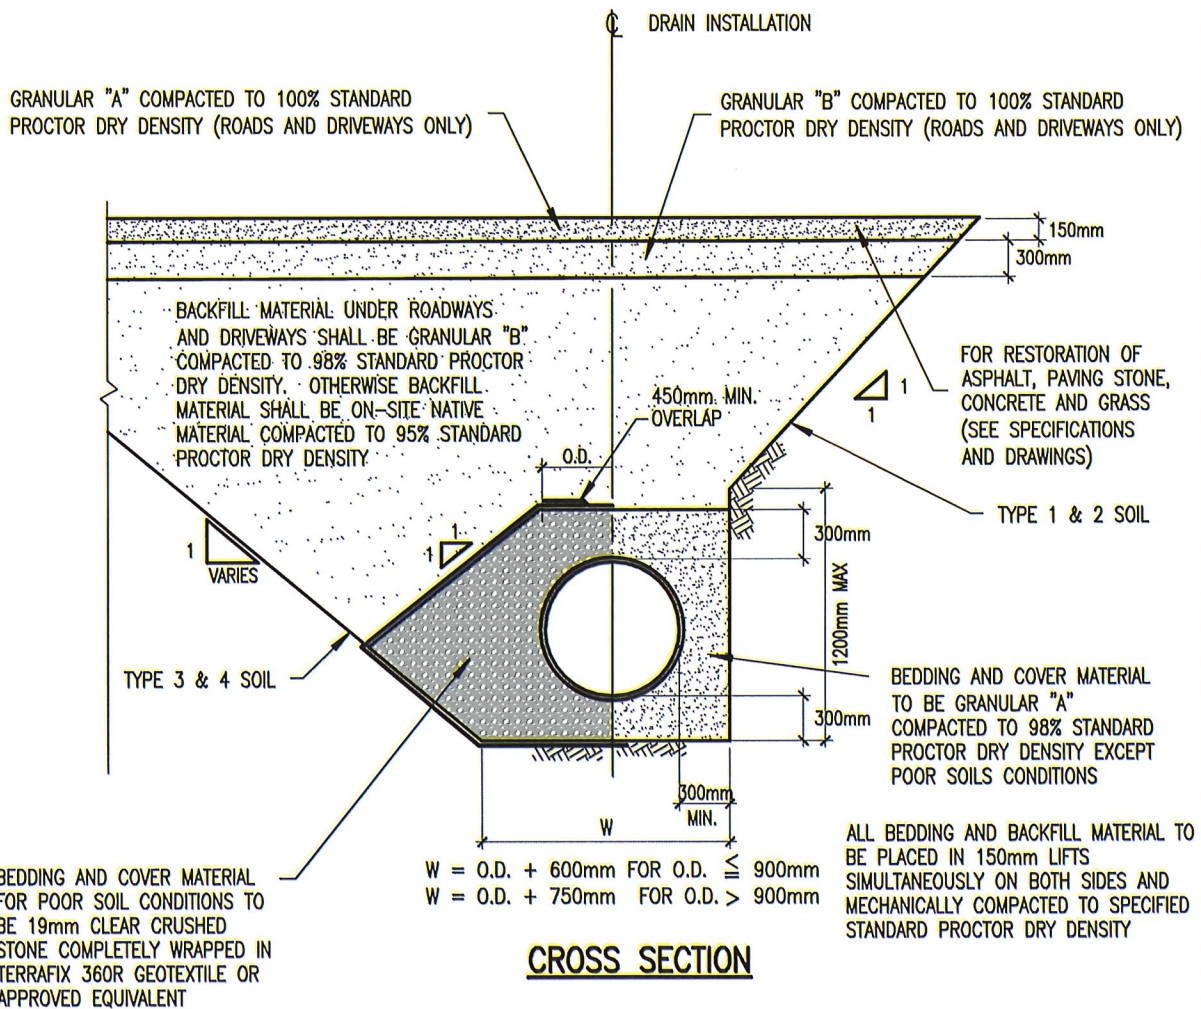 ℄ DRAIN INSTALLATION
GRANULAR "A" COMPACTED TO 100% STANDARD
PROCTOR DRY DENSITY (ROADS AND DRIVEWAYS ONLY)
GRANULAR "B" COMPACTED TO 100% STANDARD
PROCTOR DRY DENSITY (ROADS AND DRIVEWAYS ONLY)
150mm
300mm
BACKFILL MATERIAL UNDER ROADWAYS
AND DRIVEWAYS SHALL BE GRANULAR "B"
COMPACTED TO 98% STANDARD PROCTOR
DRY DENSITY. OTHERWISE BACKFILL
MATERIAL SHALL BE ON-SITE NATIVE
MATERIAL COMPACTED TO 95% STANDARD
PROCTOR DRY DENSITY
450mm MIN.
OVERLAP
O.D.
1
1
FOR RESTORATION OF
ASPHALT, PAVING STONE,
CONCRETE AND GRASS
(SEE SPECIFICATIONS
AND DRAWINGS)
TYPE 1 & 2 SOIL
1
VARIES
1
1
300mm
1200mm MAX
300mm
TYPE 3 & 4 SOIL
BEDDING AND COVER MATERIAL
TO BE GRANULAR "A"
COMPACTED TO 98% STANDARD
PROCTOR DRY DENSITY EXCEPT
POOR SOILS CONDITIONS
300mm
MIN.
W
W = O.D. + 600mm FOR O.D. ≦ 900mm
W = O.D. + 750mm FOR O.D. > 900mm
ALL BEDDING AND BACKFILL MATERIAL TO
BE PLACED IN 150mm LIFTS
SIMULTANEOUSLY ON BOTH SIDES AND
MECHANICALLY COMPACTED TO SPECIFIED
STANDARD PROCTOR DRY DENSITY
BEDDING AND COVER MATERIAL
FOR POOR SOIL CONDITIONS TO
BE 19mm CLEAR CRUSHED
STONE COMPLETELY WRAPPED IN
TERRAFIX 360R GEOTEXTILE OR
APPROVED EQUIVALENT
CROSS SECTION